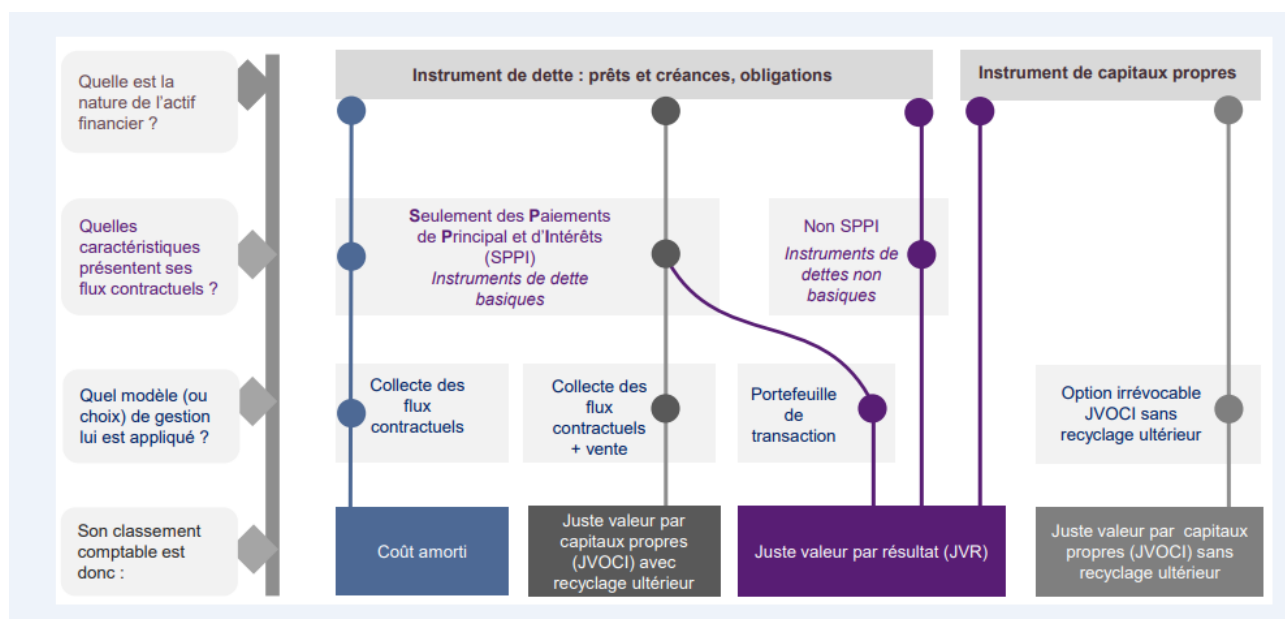 Quelle est la
nature de l'actif
financier ?
Instrument de dette : prêts et créances, obligations
Instrument de capitaux propres
Quelles
caractéristiques
présentent ses
flux contractuels ?
Seulement des Paiements
de Principal et d'Intérêts
(SPPI)
Instruments de dette
basiques
Non SPPI
Instruments de
dettes non
basiques
Quel modèle (ou
choix) de gestion
lui est appliqué ?
Collecte des
flux
contractuels
Collecte des
flux
contractuels
+ vente
Portefeuille
de
transaction
Option irrévocable
JVOCI sans
recyclage ultérieur
Son classement
comptable est
donc :
Coût amorti
Juste valeur par
capitaux propres
(JVOCI) avec
recyclage ultérieur
Juste valeur par résultat (JVR)
Juste valeur par capitaux
propres (JVOCI) sans
recyclage ultérieur